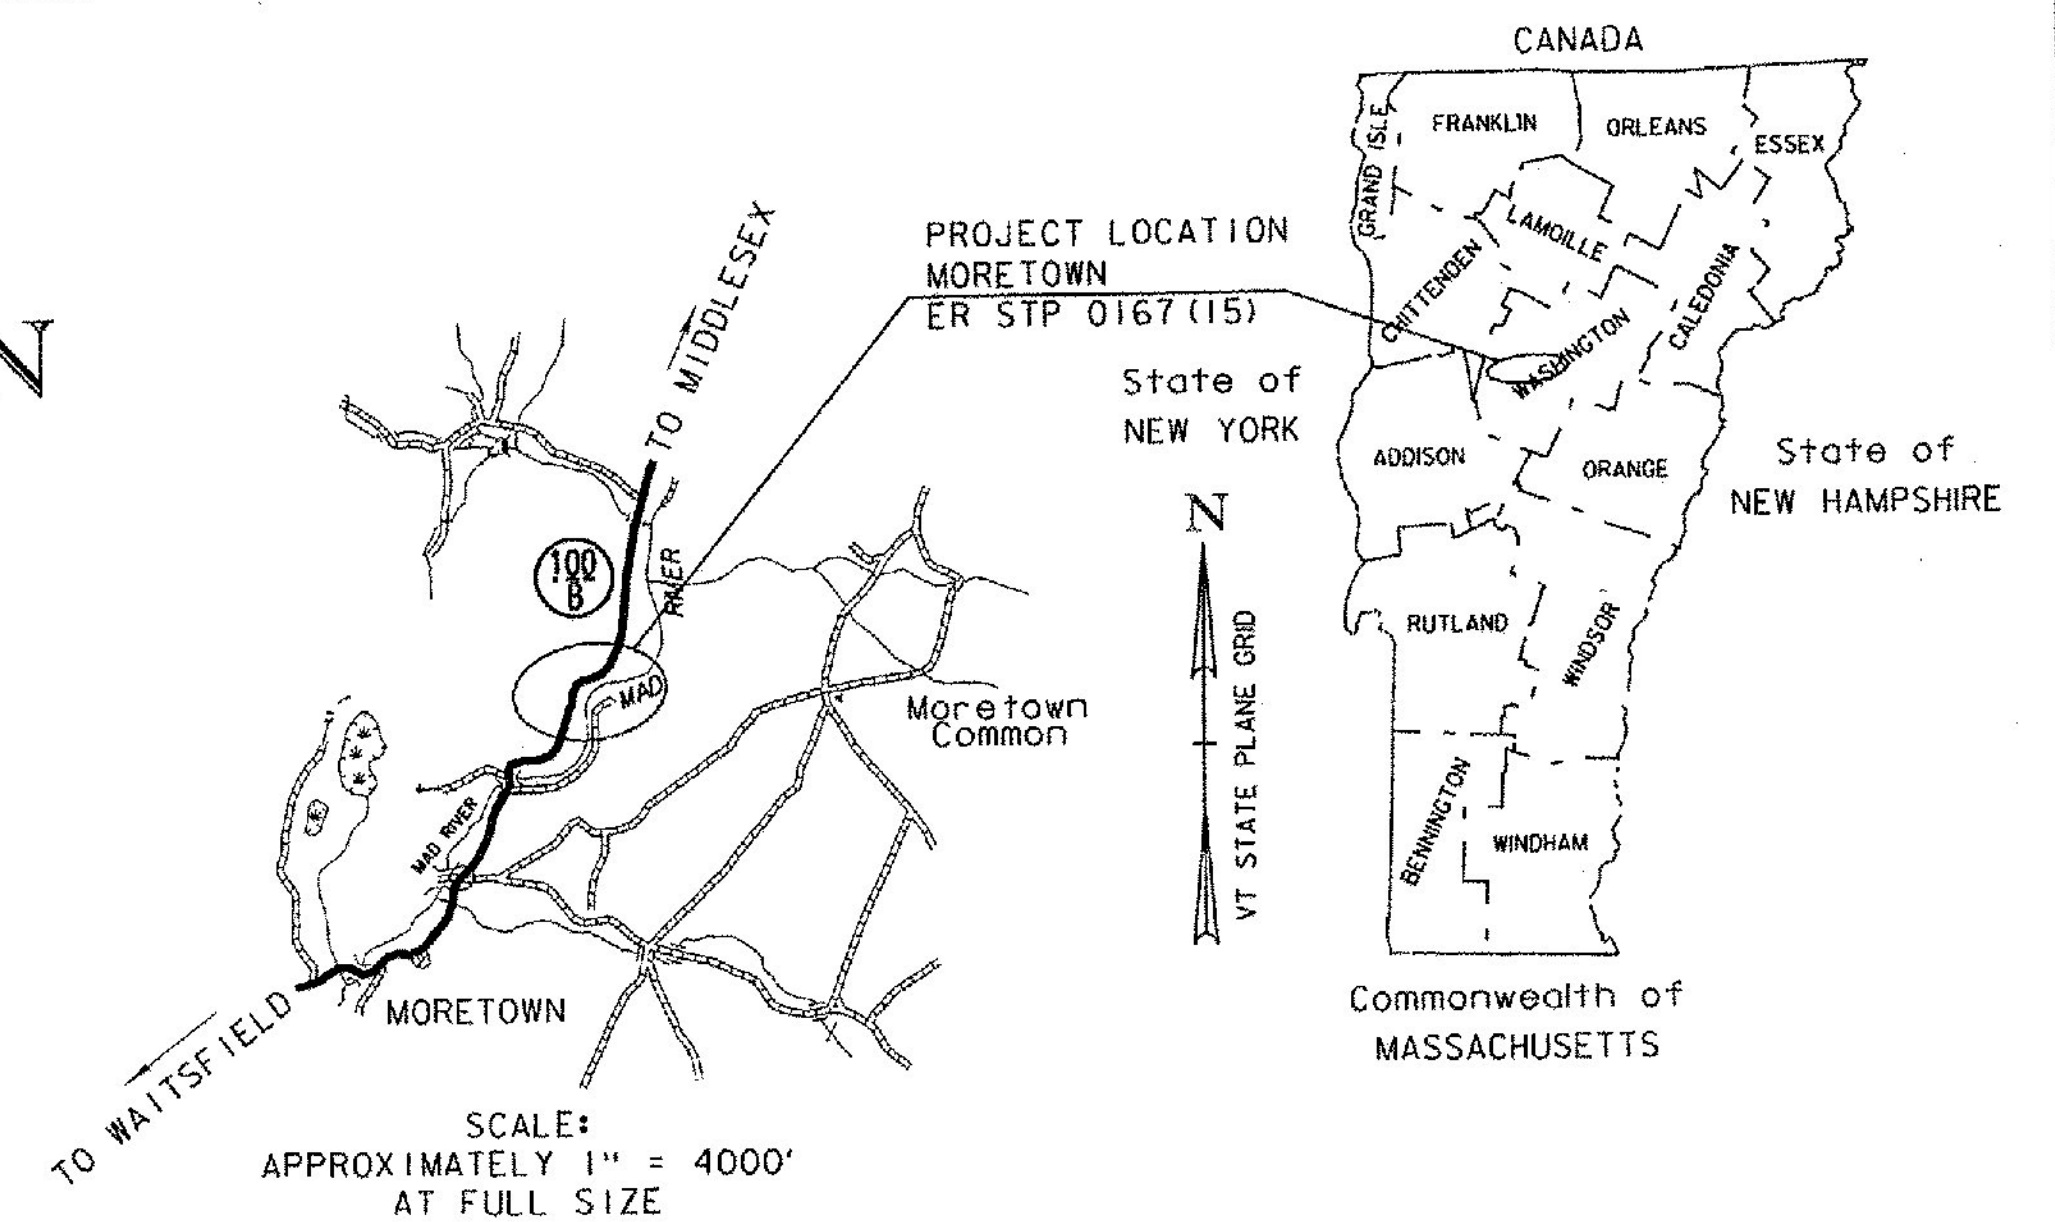 CANADA
GRAND ISLE
FRANKLIN
ORLEANS
ESSEX
LAMOILLE
CHITTENDEN
CALEDONIA
WASHINGTON
ADDISON
ORANGE
RUTLAND
WINDSOR
BENNINGTON
WINDHAM
PROJECT LOCATION
MORETOWN
ER STP 0167(15)
State of
NEW YORK
State of
NEW HAMPSHIRE
N
VT STATE PLANE GRID
Commonwealth of
MASSACHUSETTS
TO MIDDLESEX
100
B
RIVER
MAD
Moretown
Common
MAD RIVER
MORETOWN
TO WAITSFIELD
SCALE:
APPROXIMATELY 1" = 4000'
AT FULL SIZE